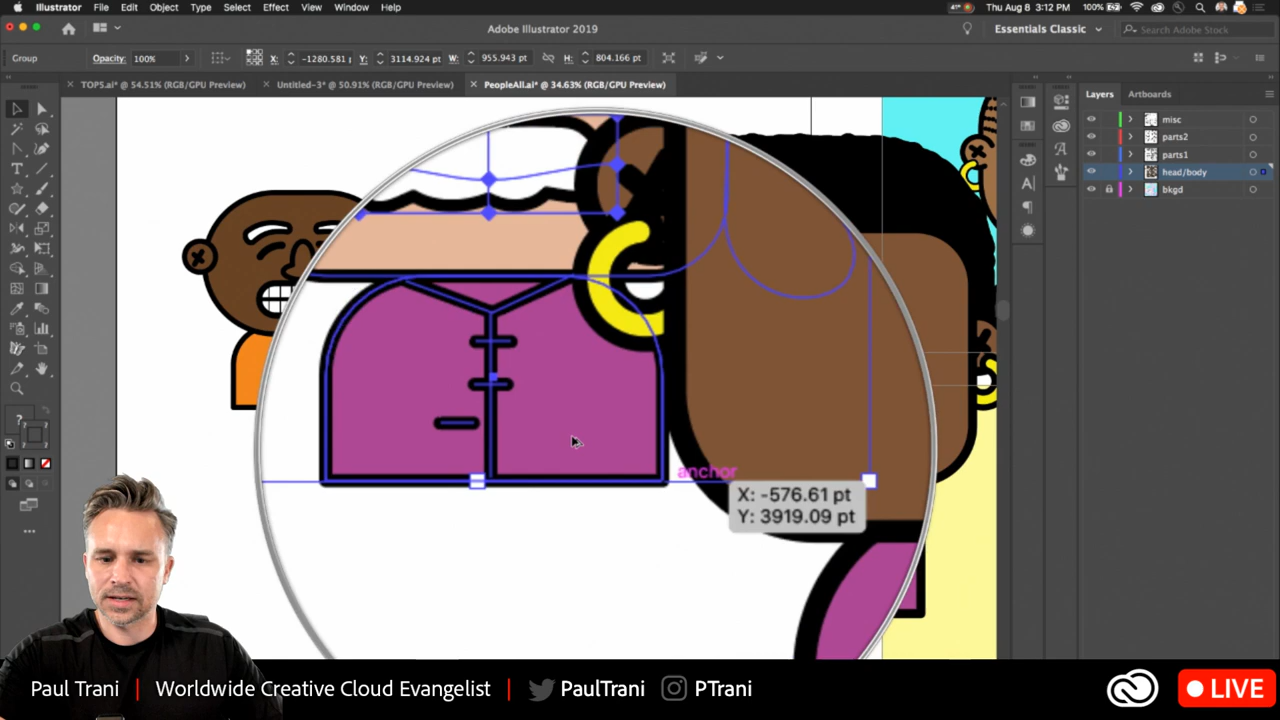 Illustrator File Edit Object Type Select Effect View Window Help
Thu Aug 8 3:12 PM 100%
Adobe Illustrator 2019
Essentials Classic
Search Adobe Stock
Group Opacity: 100% X: -1280.581 Y: 3114.924 pt W: 955.943 pt H: 804.166 pt
TOP5.ai* @ 54.51% (RGB/GPU Preview)
Untitled-3* @ 50.91% (RGB/GPU Preview)
PeopleAll.ai* @ 34.63% (RGB/GPU Preview)
Layers Artboards
misc
parts2
parts1
head/body
bkgd
anchor
X: -576.61 pt
Y: 3919.09 pt
Paul Trani | Worldwide Creative Cloud Evangelist | PaulTrani PTrani
LIVE